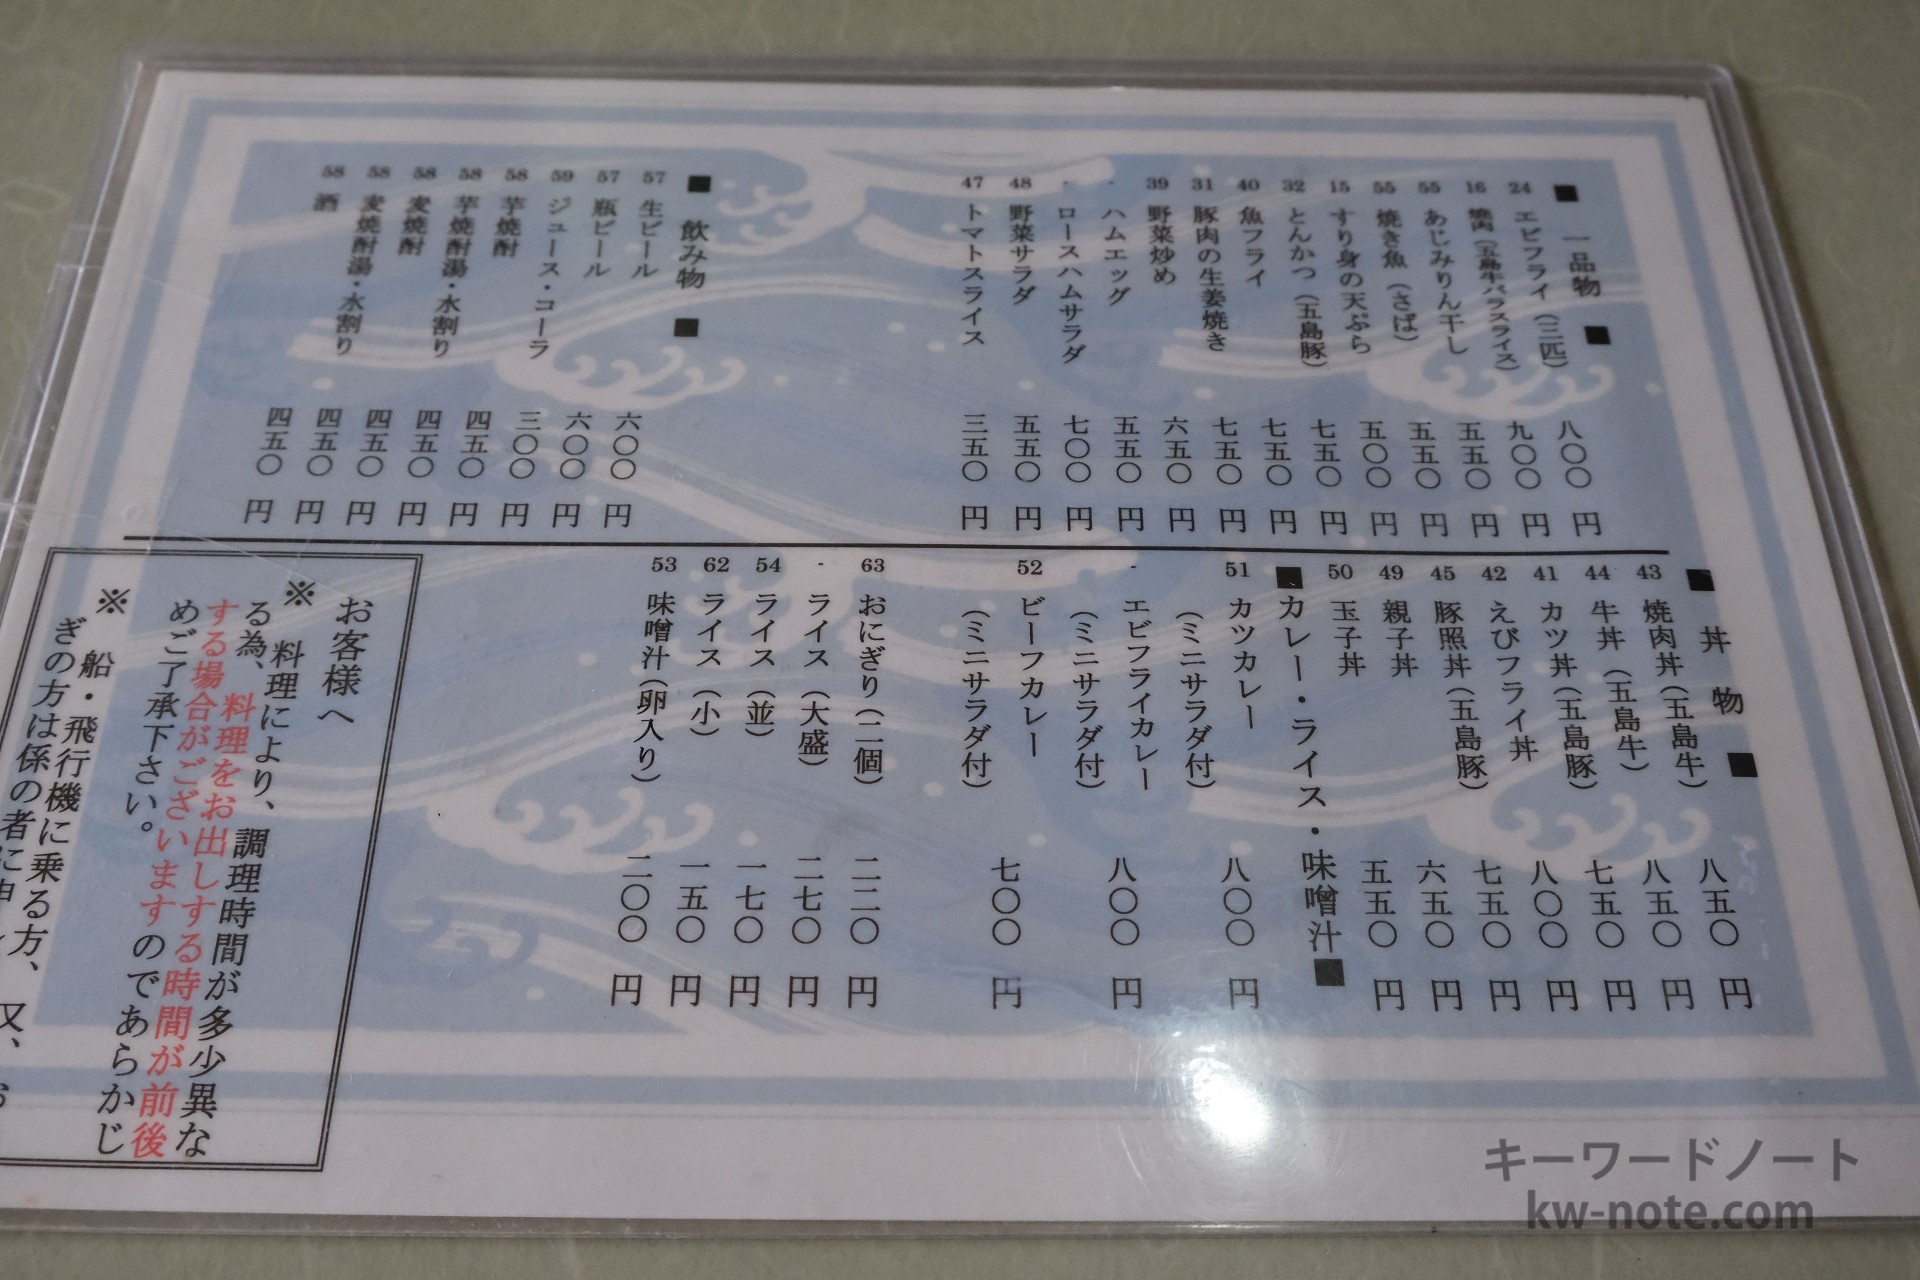 ■ 一品物 ■
24 エビフライ（三匹） 八〇〇円
16 焼肉（五島牛バラスライス） 九〇〇円
55 あじみりん干し 五五〇円
55 焼き魚（さば） 五五〇円
15 すり身の天ぷら 五〇〇円
32 とんかつ（五島豚） 七五〇円
40 魚フライ 七五〇円
31 豚肉の生姜焼き 七五〇円
39 野菜炒め 六五〇円
- ハムエッグ 五五〇円
- ロースハムサラダ 七〇〇円
48 野菜サラダ 五五〇円
47 トマトスライス 三五〇円
■ 飲み物 ■
57 生ビール 六〇〇円
57 瓶ビール 六〇〇円
59 ジュース・コーラ 三〇〇円
58 芋焼酎 四五〇円
58 芋焼酎湯・水割り 四五〇円
58 麦焼酎 四五〇円
58 麦焼酎湯・水割り 四五〇円
58 酒 四五〇円
■ 丼物 ■
43 焼肉丼（五島牛） 八五〇円
44 牛丼（五島牛） 八五〇円
41 カツ丼（五島豚） 七五〇円
42 えびフライ丼 八〇〇円
45 豚照丼（五島豚） 七五〇円
49 親子丼 六五〇円
50 玉子丼 五五〇円
■カレー・ライス・味噌汁■
51 カツカレー 八〇〇円
（ミニサラダ付）
- エビフライカレー 八〇〇円
（ミニサラダ付）
52 ビーフカレー 七〇〇円
（ミニサラダ付）
63 おにぎり（二個） 二二〇円
- ライス（大盛） 二七〇円
54 ライス（並） 一七〇円
62 ライス（小） 一五〇円
53 味噌汁（卵入り） 二〇〇円
お客様へ
※ 料理により、調理時間が多少異な
る為、料理をお出しする時間が前後
する場合がございますのであらかじ
めご了承下さい。
※ 船・飛行機に乗る方、又、お
ぎの方は係の者に申し
キーワードノート
kw-note.com